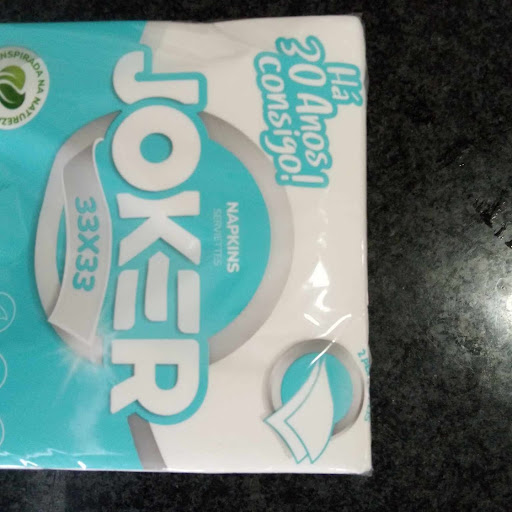 Há
30 Anos
consigo!
INSPIRADA NA NATUREZA
JOKER
NAPKINS
SERVIETTES
33X33